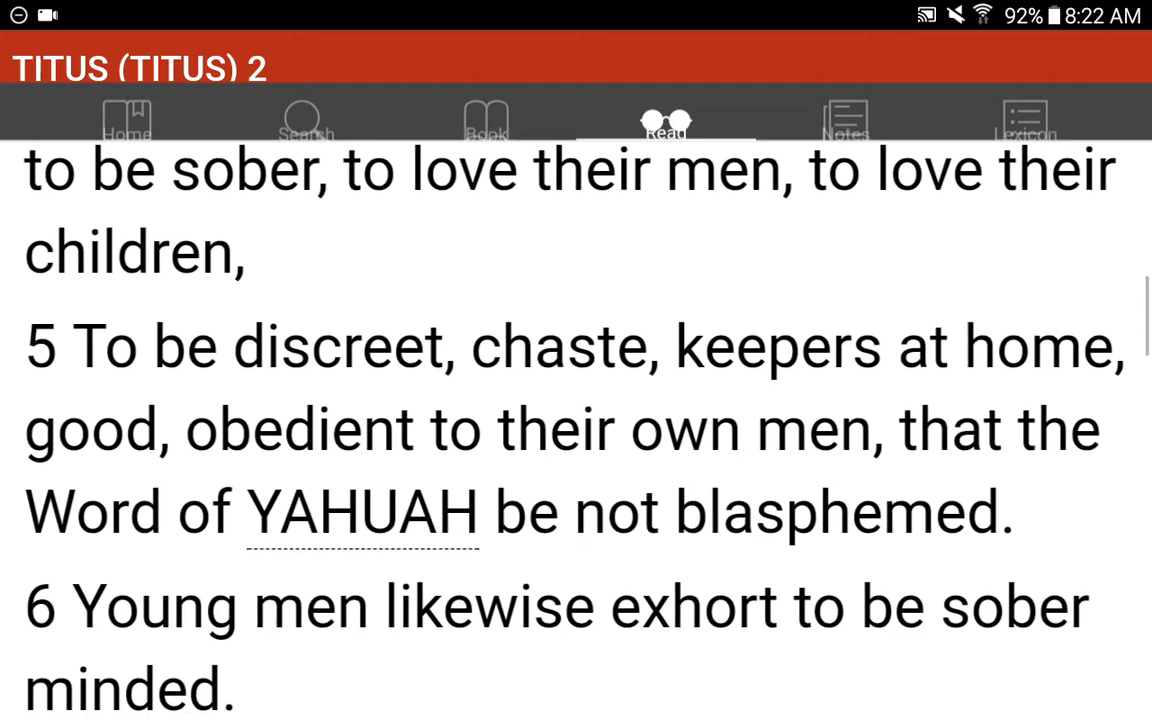 92% 8:22 AM
TITUS (TITUS) 2
Home Search Book Read Notes Lexicon
to be sober, to love their men, to love their
children,
5 To be discreet, chaste, keepers at home,
good, obedient to their own men, that the
Word of YAHUAH be not blasphemed.
6 Young men likewise exhort to be sober
minded.